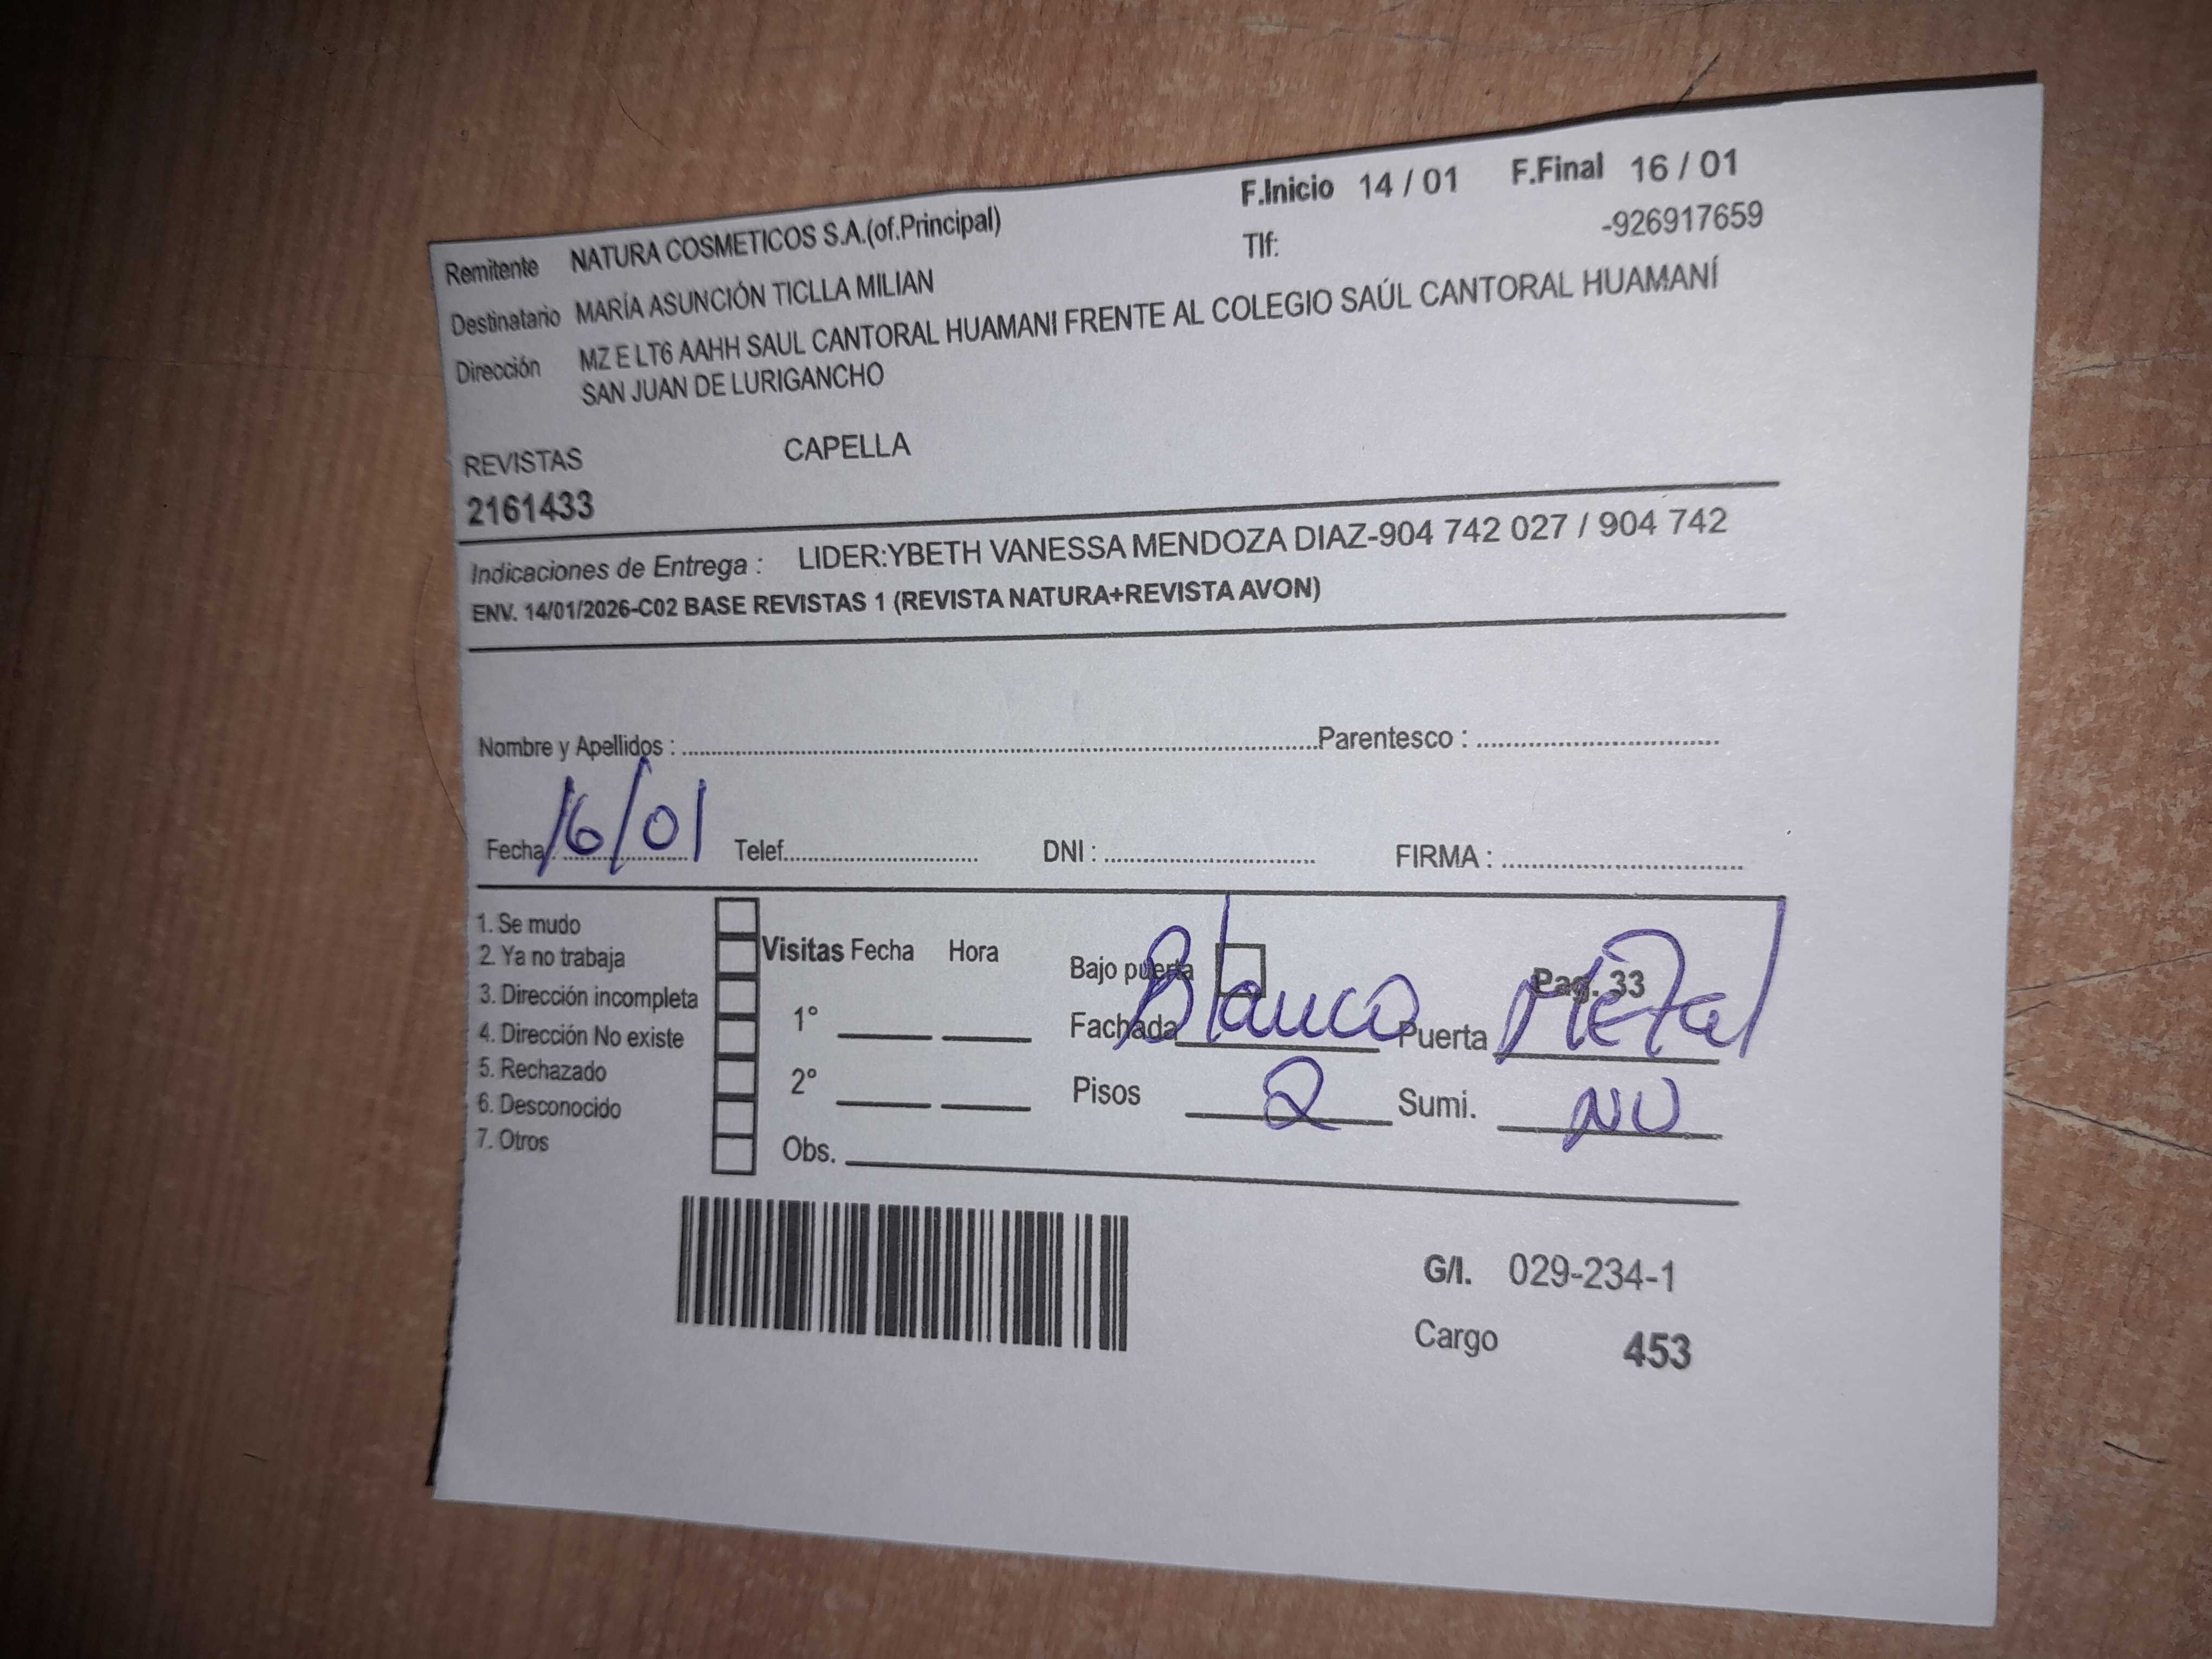 F.Inicio 14 / 01 F.Final 16 / 01
Remitente NATURA COSMETICOS S.A.(of.Principal) Tlf: -926917659
Destinatario MARÍA ASUNCIÓN TICLLA MILIAN
Dirección MZ E LT6 AAHH SAUL CANTORAL HUAMANI FRENTE AL COLEGIO SAÚL CANTORAL HUAMANÍ
SAN JUAN DE LURIGANCHO
REVISTAS CAPELLA
2161433
Indicaciones de Entrega : LIDER:YBETH VANESSA MENDOZA DIAZ-904 742 027 / 904 742
ENV. 14/01/2026-C02 BASE REVISTAS 1 (REVISTA NATURA+REVISTA AVON)
Nombre y Apellidos : Parentesco :
Fecha : 16/01 Telef. DNI : FIRMA :
1. Se mudo
2. Ya no trabaja Visitas Fecha Hora Bajo puerta Pag. 33
3. Dirección incompleta
4. Dirección No existe 1° Fachada Blanco Puerta Metal
5. Rechazado
6. Desconocido 2° Pisos 2 Sumi. NO
7. Otros Obs.
G/I. 029-234-1
Cargo 453